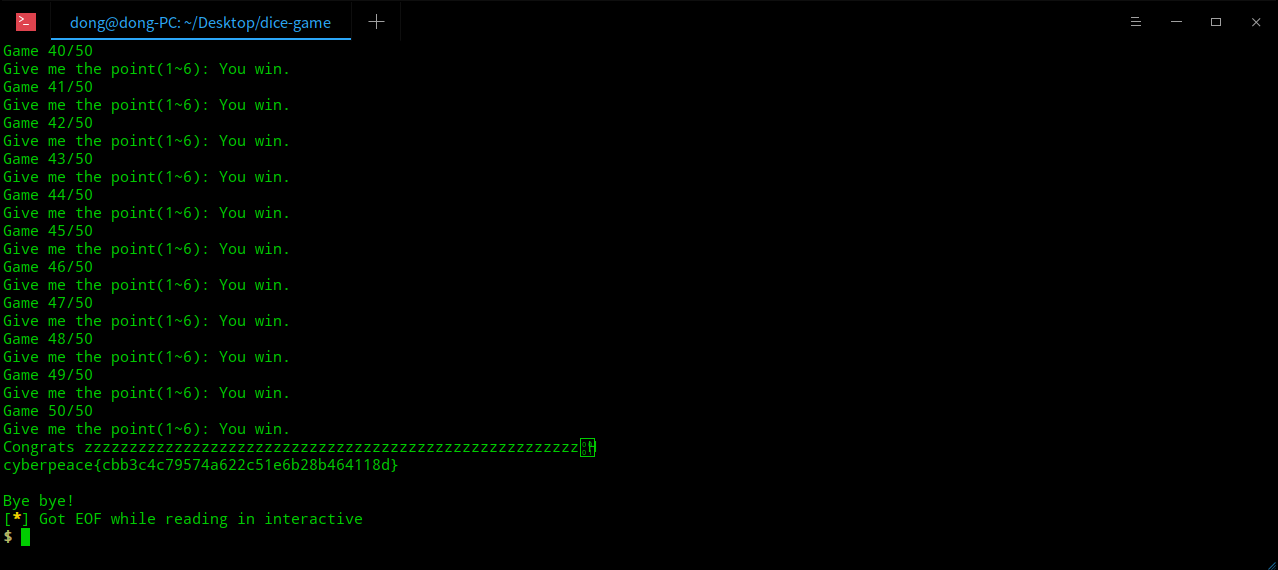 dong@dong-PC: ~/Desktop/dice-game
Game 40/50
Give me the point(1~6): You win.
Game 41/50
Give me the point(1~6): You win.
Game 42/50
Give me the point(1~6): You win.
Game 43/50
Give me the point(1~6): You win.
Game 44/50
Give me the point(1~6): You win.
Game 45/50
Give me the point(1~6): You win.
Game 46/50
Give me the point(1~6): You win.
Game 47/50
Give me the point(1~6): You win.
Game 48/50
Give me the point(1~6): You win.
Game 49/50
Give me the point(1~6): You win.
Game 50/50
Give me the point(1~6): You win.
Congrats zzzzzzzzzzzzzzzzzzzzzzzzzzzzzzzzzzzzzzzzzzzzzzzzzzzzzzz
cyberpeace{cbb3c4c79574a622c51e6b28b464118d}
Bye bye!
[*] Got EOF while reading in interactive
$